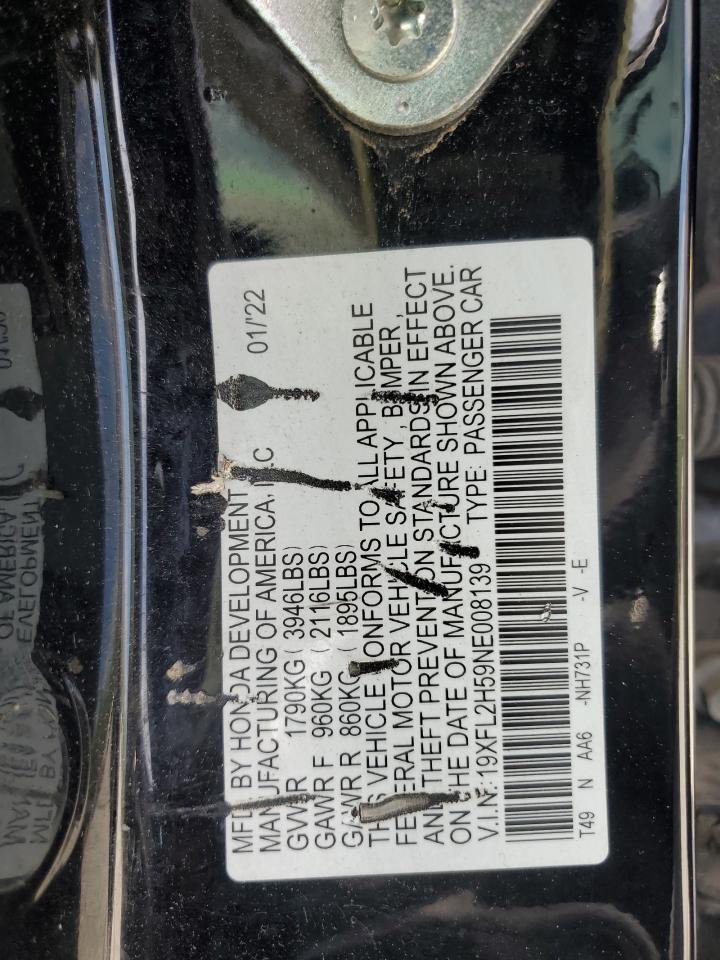 MFD. BY HONDA DEVELOPMENT
MANUFACTURING OF AMERICA, LLC 01/'22
GVWR 1790KG (3946LBS)
GAWR F 960KG (2116LBS)
GAWR R 860KG (1895LBS)
THIS VEHICLE CONFORMS TO ALL APPLICABLE
FEDERAL MOTOR VEHICLE SAFETY, BUMPER,
AND THEFT PREVENTION STANDARDS IN EFFECT
ON THE DATE OF MANUFACTURE SHOWN ABOVE.
V.I.N.: 19XFL2H59NE008139 TYPE: PASSENGER CAR
T49 N AA6 -NH731P -V -E